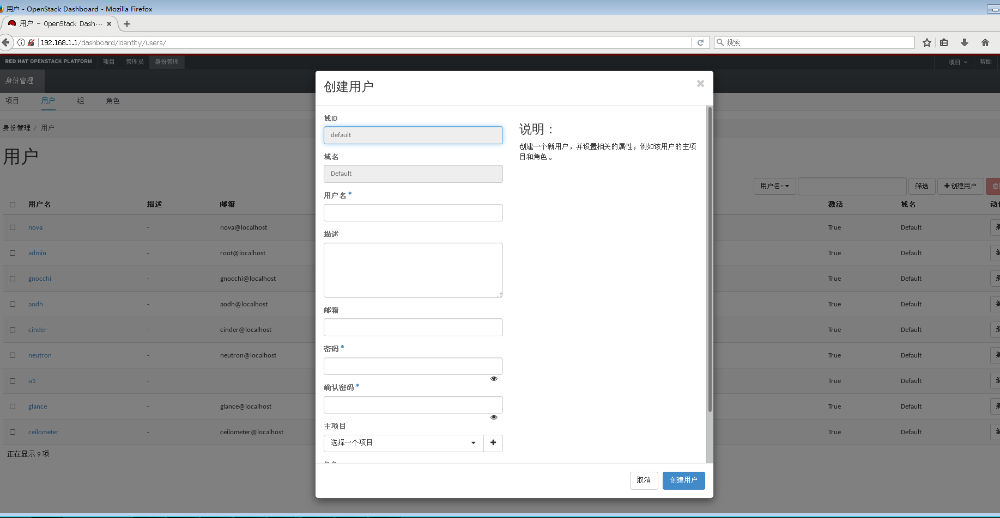 用户 - OpenStack Dashboard - Mozilla Firefox
用户 - OpenStack Dash···
192.168.1.1/dashboard/identity/users/
搜索
RED HAT OPENSTACK PLATFORM 项目 管理员 身份管理 项目 帮助
身份管理
项目 用户 组 角色
身份管理 / 用户
用户
用户名= 筛选 创建用户
用户名 描述 邮箱 激活 域名
nova - nova@localhost True Default
admin - root@localhost True Default
gnocchi - gnocchi@localhost True Default
aodh - aodh@localhost True Default
cinder - cinder@localhost True Default
neutron - neutron@localhost True Default
u1 - True Default
glance - glance@localhost True Default
ceilometer - ceilometer@localhost True Default
正在显示 9 项
创建用户
域ID
default
域名
Default
用户名 *
描述
邮箱
密码 *
确认密码 *
主项目
选择一个项目
说明：
创建一个新用户，并设置相关的属性，例如该用户的主项
目和角色。
取消 创建用户